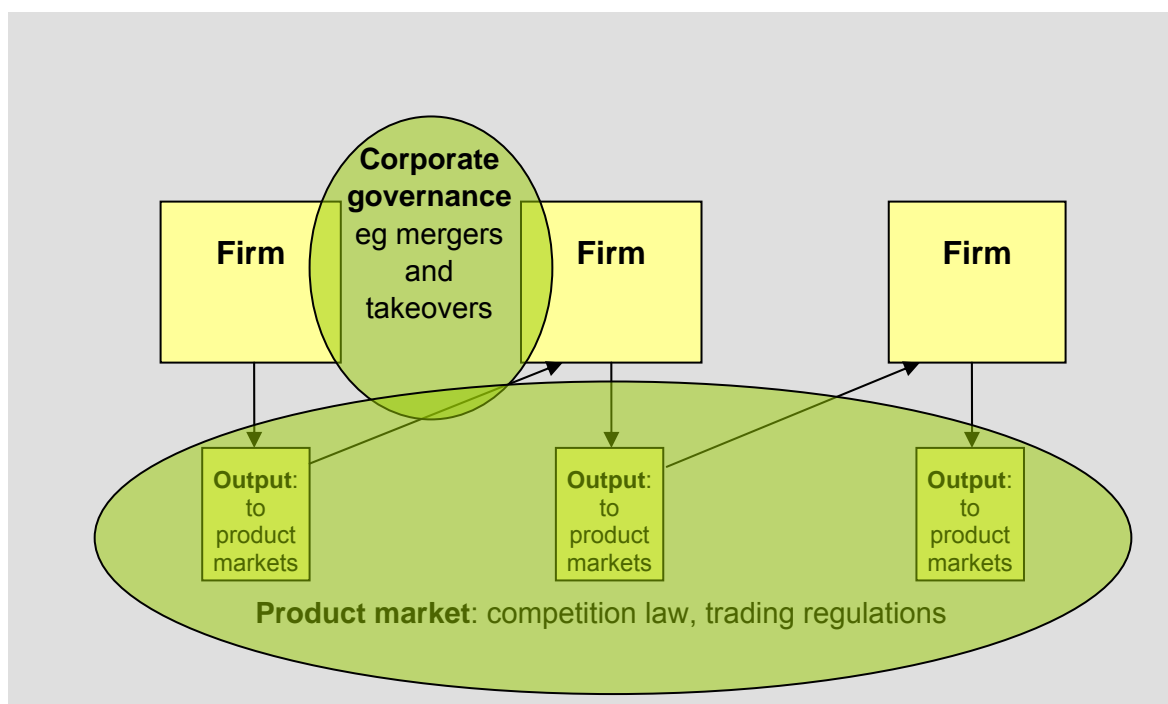 Corporate
governance
eg mergers
and
takeovers
Firm
Firm
Firm
Output:
to
product
markets
Output:
to
product
markets
Output:
to
product
markets
Product market: competition law, trading regulations